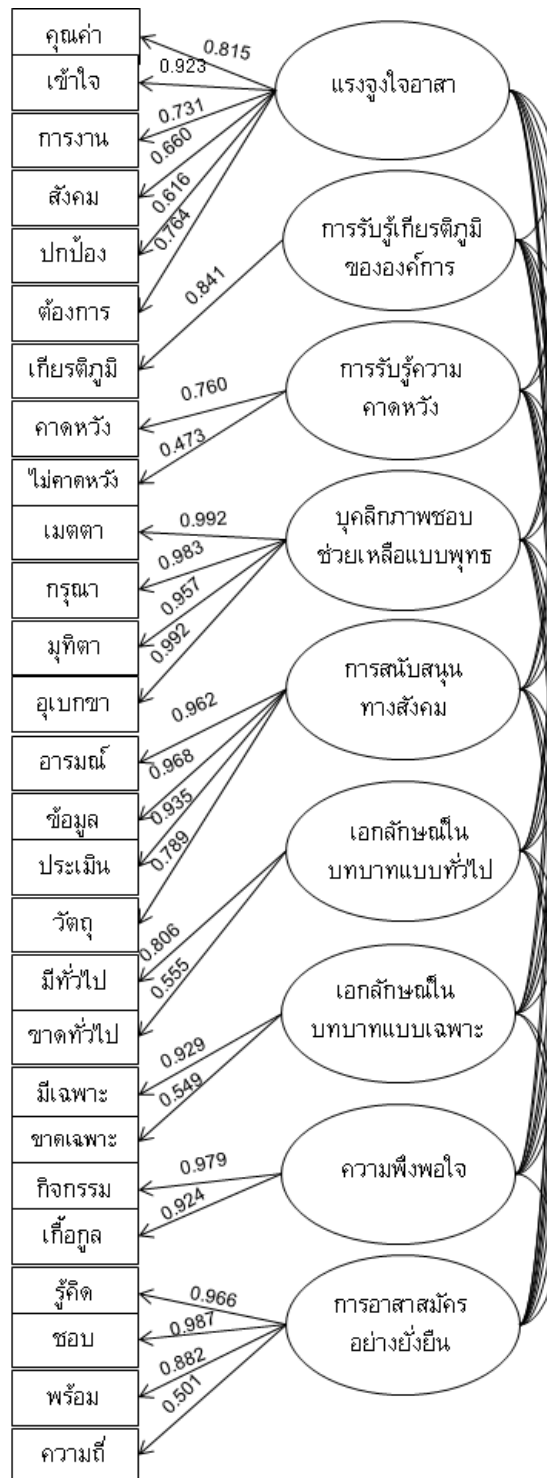 คุณค่า
0.815
เข้าใจ
0.923
แรงจูงใจอาสา
การงาน
0.731
สังคม
0.660
ปกป้อง
0.616
ต้องการ
0.764
การรับรู้เกียรติภูมิ
ขององค์การ
เกียรติภูมิ
0.841
การรับรู้ความ
คาดหวัง
คาดหวัง
0.760
ไม่คาดหวัง
0.473
บุคลิกภาพชอบ
ช่วยเหลือแบบพุทธ
เมตตา
0.992
กรุณา
0.983
มุทิตา
0.957
อุเบกขา
0.992
การสนับสนุน
ทางสังคม
อารมณ์
0.962
ข้อมูล
0.968
ประเมิน
0.935
วัตถุ
0.789
เอกลักษณ์ใน
บทบาทแบบทั่วไป
มีทั่วไป
0.806
ขาดทั่วไป
0.555
เอกลักษณ์ใน
บทบาทแบบเฉพาะ
มีเฉพาะ
0.929
ขาดเฉพาะ
0.549
ความพึงพอใจ
กิจกรรม
0.979
เกื้อกูล
0.924
การอาสาสมัคร
อย่างยั่งยืน
รู้คิด
0.966
ชอบ
0.987
พร้อม
0.882
ความถี่
0.501